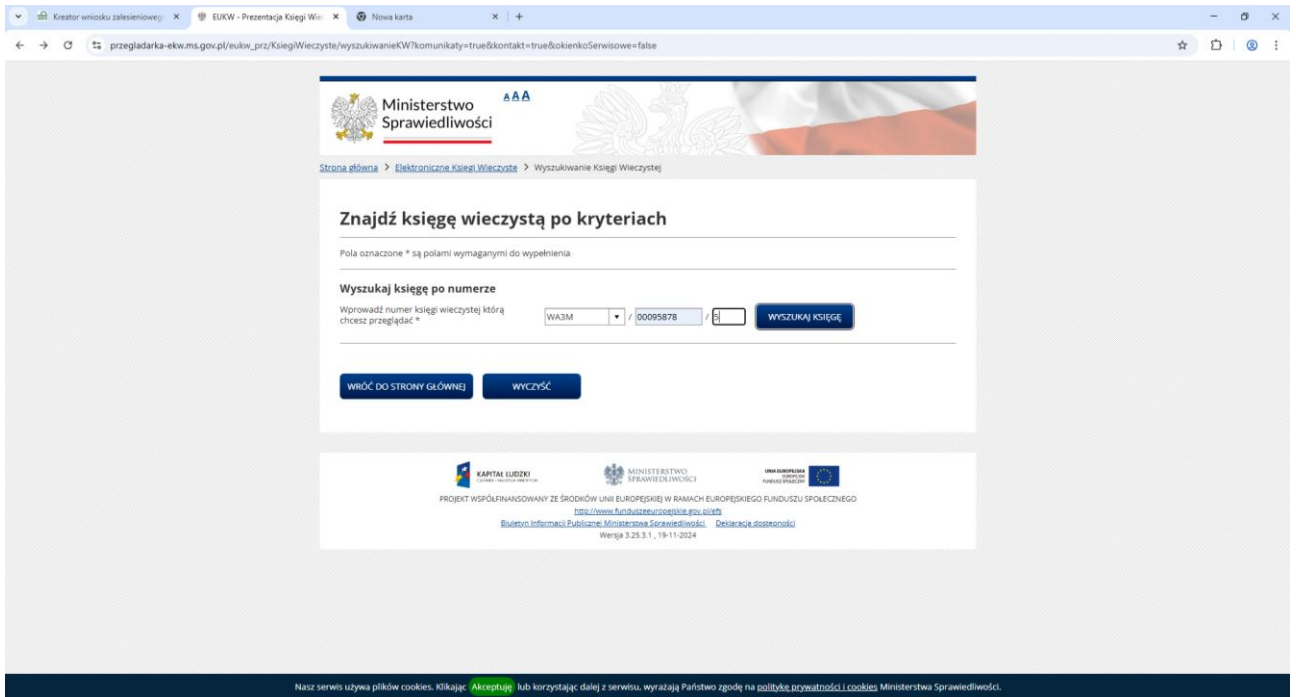 Kreator wniosku zalesienioweg
EUKW - Prezentacja Księgi Wie
Nowa karta
przegladarka-ekw.ms.gov.pl/eukw_prz/KsiegiWieczyste/wyszukiwanieKW?komunikaty=true&kontakt=true&okienkoSerwisowe=false
Ministerstwo
Sprawiedliwości
A A A
Strona główna > Elektroniczne Księgi Wieczyste > Wyszukiwanie Księgi Wieczystej
Znajdź księgę wieczystą po kryteriach
Pola oznaczone * są polami wymaganymi do wypełnienia
Wyszukaj księgę po numerze
Wprowadź numer księgi wieczystej którą
chcesz przeglądać *
WA3M / 00095878 / 5 WYSZUKAJ KSIĘGĘ
WRÓĆ DO STRONY GŁÓWNEJ WYCZYŚĆ
KAPITAŁ LUDZKI
MINISTERSTWO
SPRAWIEDLIWOŚCI
UNIA EUROPEJSKA
EUROPEJSKI
FUNDUSZ SPOŁECZNY
PROJEKT WSPÓŁFINANSOWANY ZE ŚRODKÓW UNII EUROPEJSKIEJ W RAMACH EUROPEJSKIEGO FUNDUSZU SPOŁECZNEGO
http://www.funduszeeuropejskie.gov.pl/efs
Biuletyn Informacji Publicznej Ministerstwa Sprawiedliwości Deklaracja dostępności
Wersja 3.25.3.1 , 19-11-2024
Nasz serwis używa plików cookies. Klikając Akceptuję lub korzystając dalej z serwisu, wyrażają Państwo zgodę na politykę prywatności i cookies Ministerstwa Sprawiedliwości.